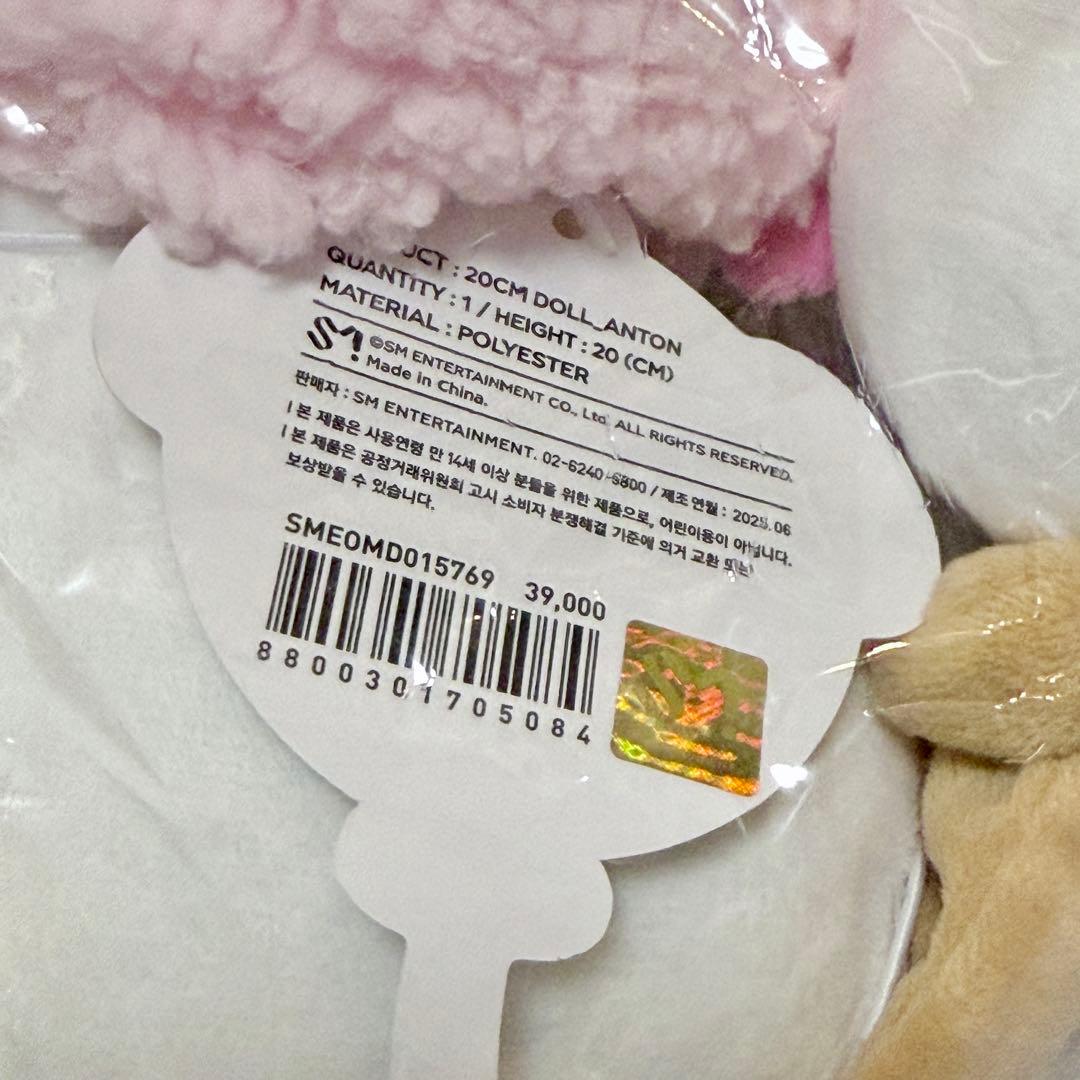 UCT : 20CM DOLL_ANTON
QUANTITY : 1 / HEIGHT : 20 (CM)
MATERIAL : POLYESTER
SM
©SM ENTERTAINMENT CO., Ltd. ALL RIGHTS RESERVED.
Made in China.
판매자 : SM ENTERTAINMENT. 02-6240-6800 / 제조 연월 : 2025.06
| 본 제품은 사용연령 만 14세 이상 분들을 위한 제품으로, 어린이용이 아닙니다.
| 본 제품은 공정거래위원회 고시 소비자 분쟁해결 기준에 의거 교환 또는
보상받을 수 있습니다.
SMEOMD015769 39,000
8800301705084